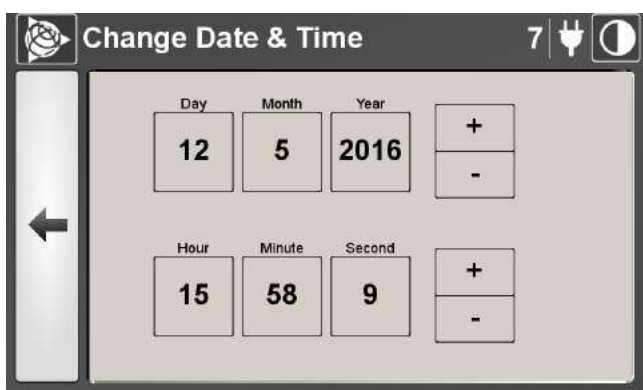 Change Date & Time 7
Day Month Year
12 5 2016
+
-
Hour Minute Second
15 58 9
+
-